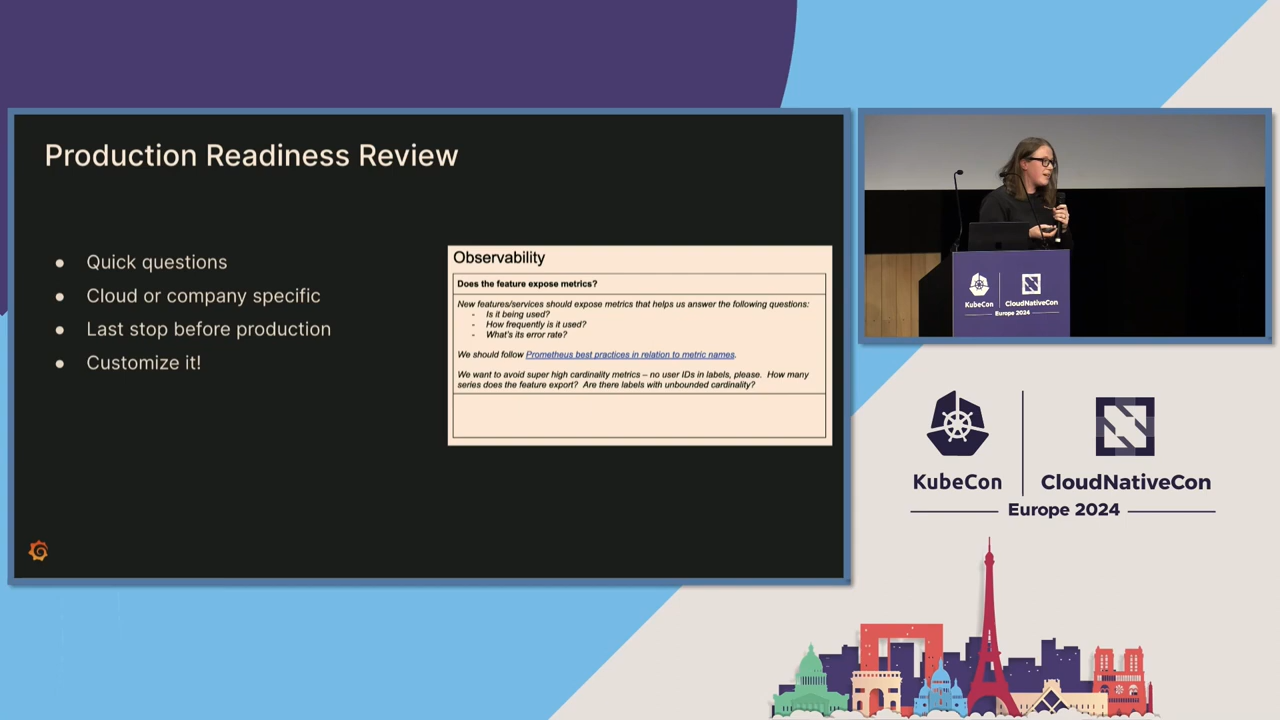 Production Readiness Review
● Quick questions
● Cloud or company specific
● Last stop before production
● Customize it!
Observability
Does the feature expose metrics?
New features/services should expose metrics that helps us answer the following questions:
- Is it being used?
- How frequently is it used?
- What's its error rate?
We should follow Prometheus best practices in relation to metric names.
We want to avoid super high cardinality metrics – no user IDs in labels, please. How many
series does the feature export? Are there labels with unbounded cardinality?
KubeCon
CloudNativeCon
Europe 2024
KubeCon
CloudNativeCon
Europe 2024